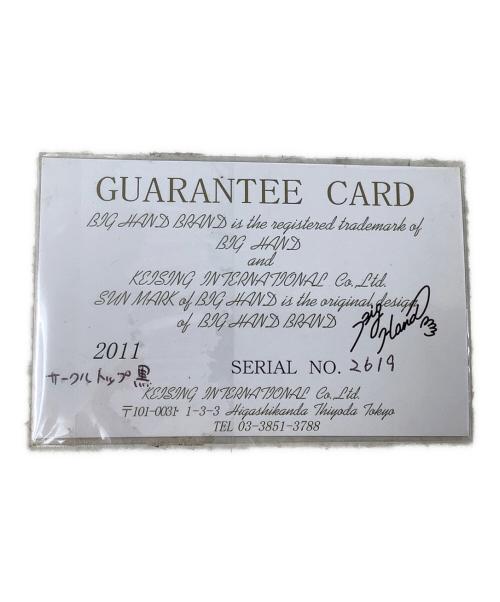 GUARANTEE CARD
BIG HAND BRAND is the registered trademark of
BIG HAND
and
KEISING INTERNATIONAL Co., Ltd.
SUN MARK of BIG HAND is the original design
of BIG HAND BRAND
Big Hand
2011
SERIAL NO. 2619
サークルトップ黒
KEISING INTERNATIONAL Co., Ltd.
〒101-0031 1-3-3 Higashikanda Thiyoda Tokyo
TEL 03-3851-3788